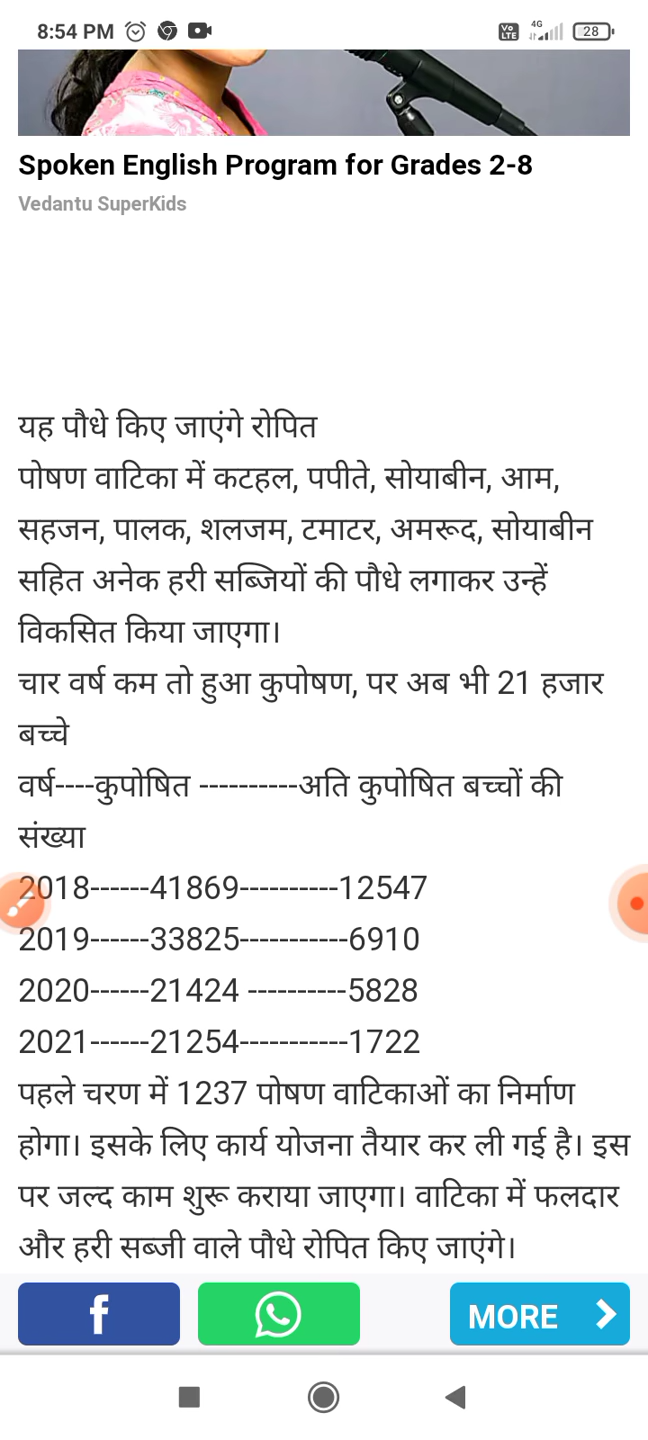 8:54 PM
Vo LTE 4G 28
Spoken English Program for Grades 2-8
Vedantu SuperKids
यह पौधे किए जाएंगे रोपित
पोषण वाटिका में कटहल, पपीते, सोयाबीन, आम,
सहजन, पालक, शलजम, टमाटर, अमरूद, सोयाबीन
सहित अनेक हरी सब्जियों की पौधे लगाकर उन्हें
विकसित किया जाएगा।
चार वर्ष कम तो हुआ कुपोषण, पर अब भी 21 हजार
बच्चे
वर्ष----कुपोषित ----------अति कुपोषित बच्चों की
संख्या
2018------41869----------12547
2019------33825-----------6910
2020------21424 ----------5828
2021------21254-----------1722
पहले चरण में 1237 पोषण वाटिकाओं का निर्माण
होगा। इसके लिए कार्य योजना तैयार कर ली गई है। इस
पर जल्द काम शुरू कराया जाएगा। वाटिका में फलदार
और हरी सब्जी वाले पौधे रोपित किए जाएंगे।
f MORE